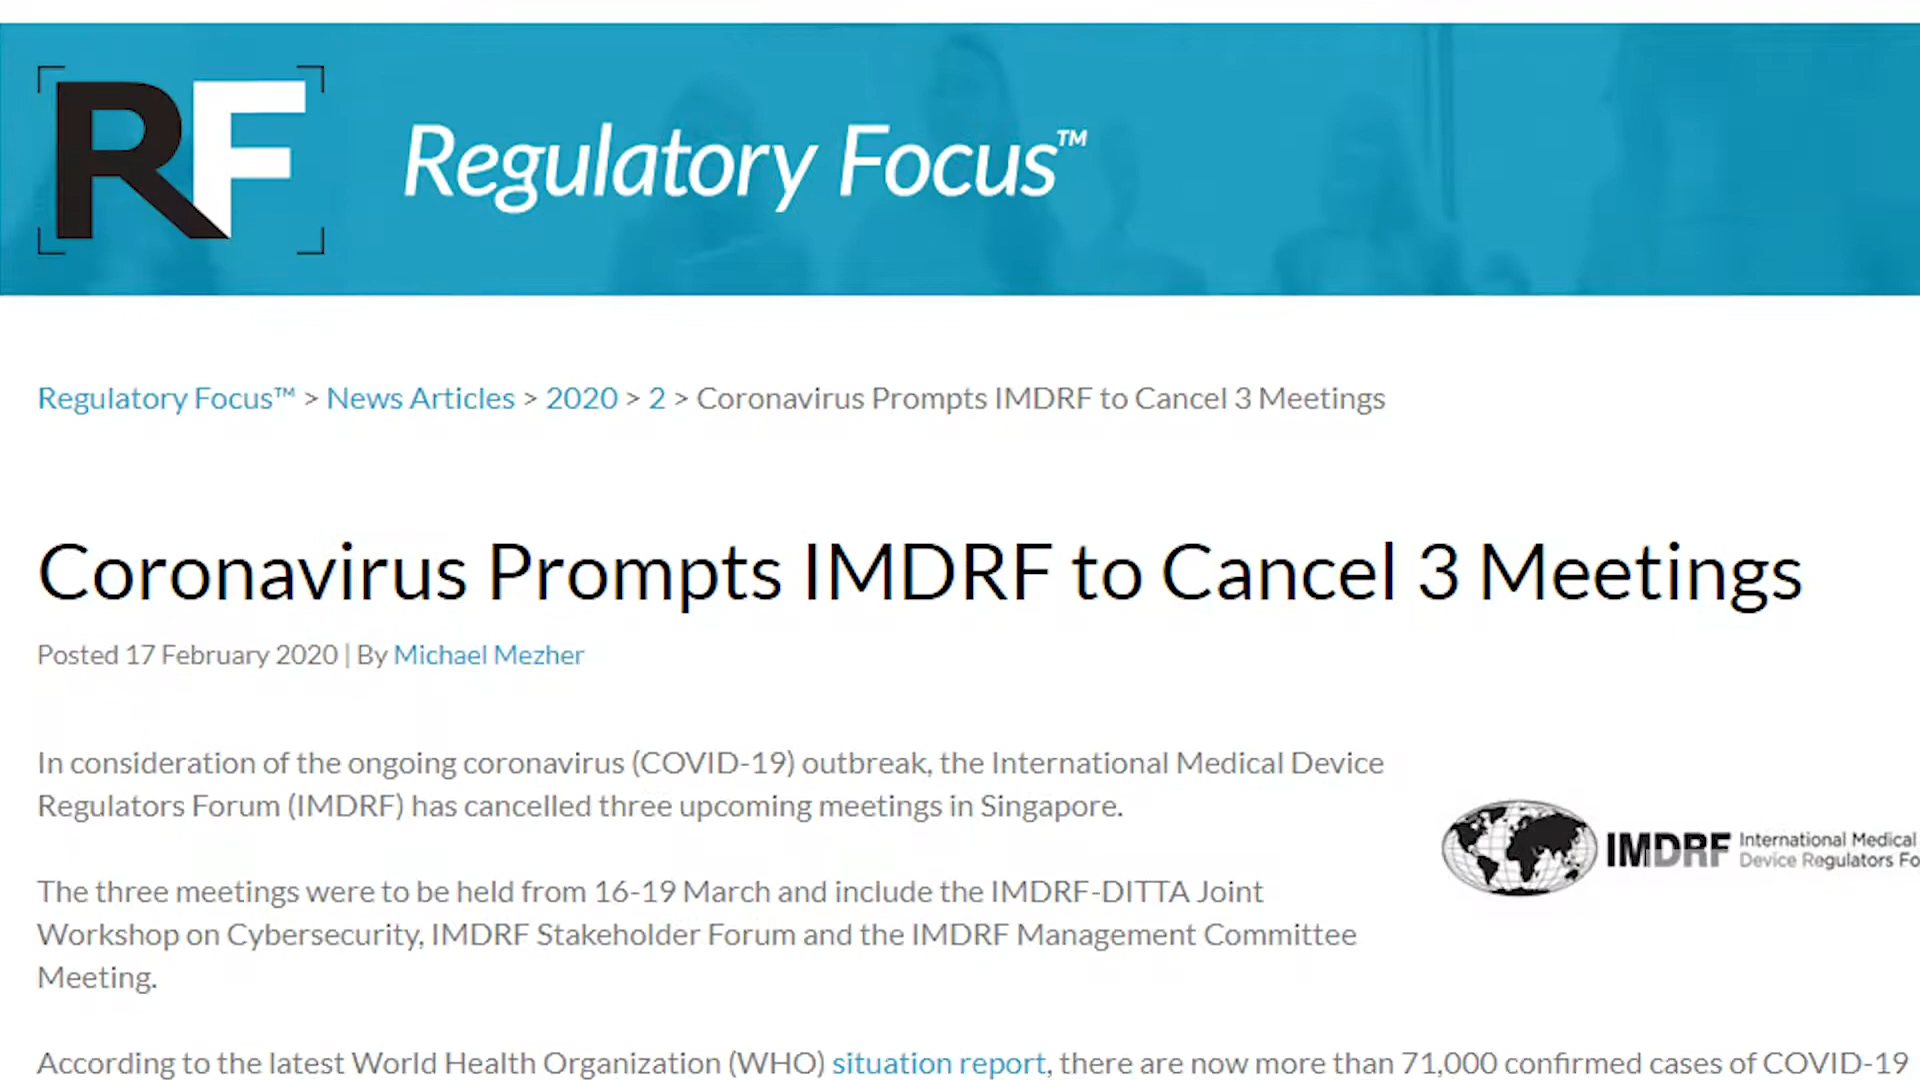 RF
Regulatory Focus™
Regulatory Focus™ > News Articles > 2020 > 2 > Coronavirus Prompts IMDRF to Cancel 3 Meetings
Coronavirus Prompts IMDRF to Cancel 3 Meetings
Posted 17 February 2020 | By Michael Mezher
In consideration of the ongoing coronavirus (COVID-19) outbreak, the International Medical Device
Regulators Forum (IMDRF) has cancelled three upcoming meetings in Singapore.
IMDRF International Medical
Device Regulators Fo
The three meetings were to be held from 16-19 March and include the IMDRF-DITTA Joint
Workshop on Cybersecurity, IMDRF Stakeholder Forum and the IMDRF Management Committee
Meeting.
According to the latest World Health Organization (WHO) situation report, there are now more than 71,000 confirmed cases of COVID-19